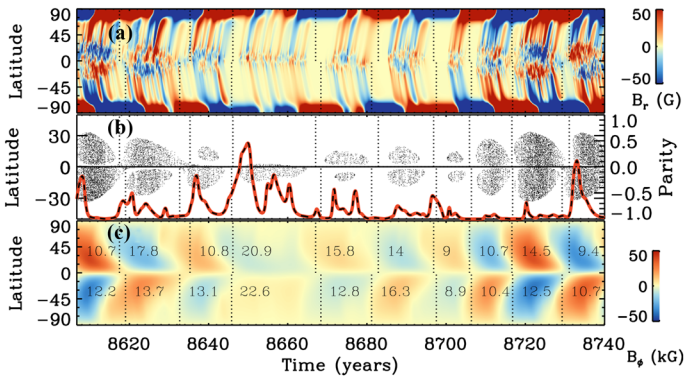 90
45
0
−45
−90
Latitude
(a)
50
0
−50
B_r (G)
30
0
−30
Latitude
(b)
1.0
0.5
0.0
−0.5
−1.0
Parity
90
45
0
−45
−90
Latitude
(c)
10.7 17.8 10.8 20.9 15.8 14 9 10.7 14.5 9.4
12.2 13.7 13.1 22.6 12.8 16.3 8.9 10.4 12.5 10.7
50
0
−50
B_ϕ (kG)
8620 8640 8660 8680 8700 8720 8740
Time (years)